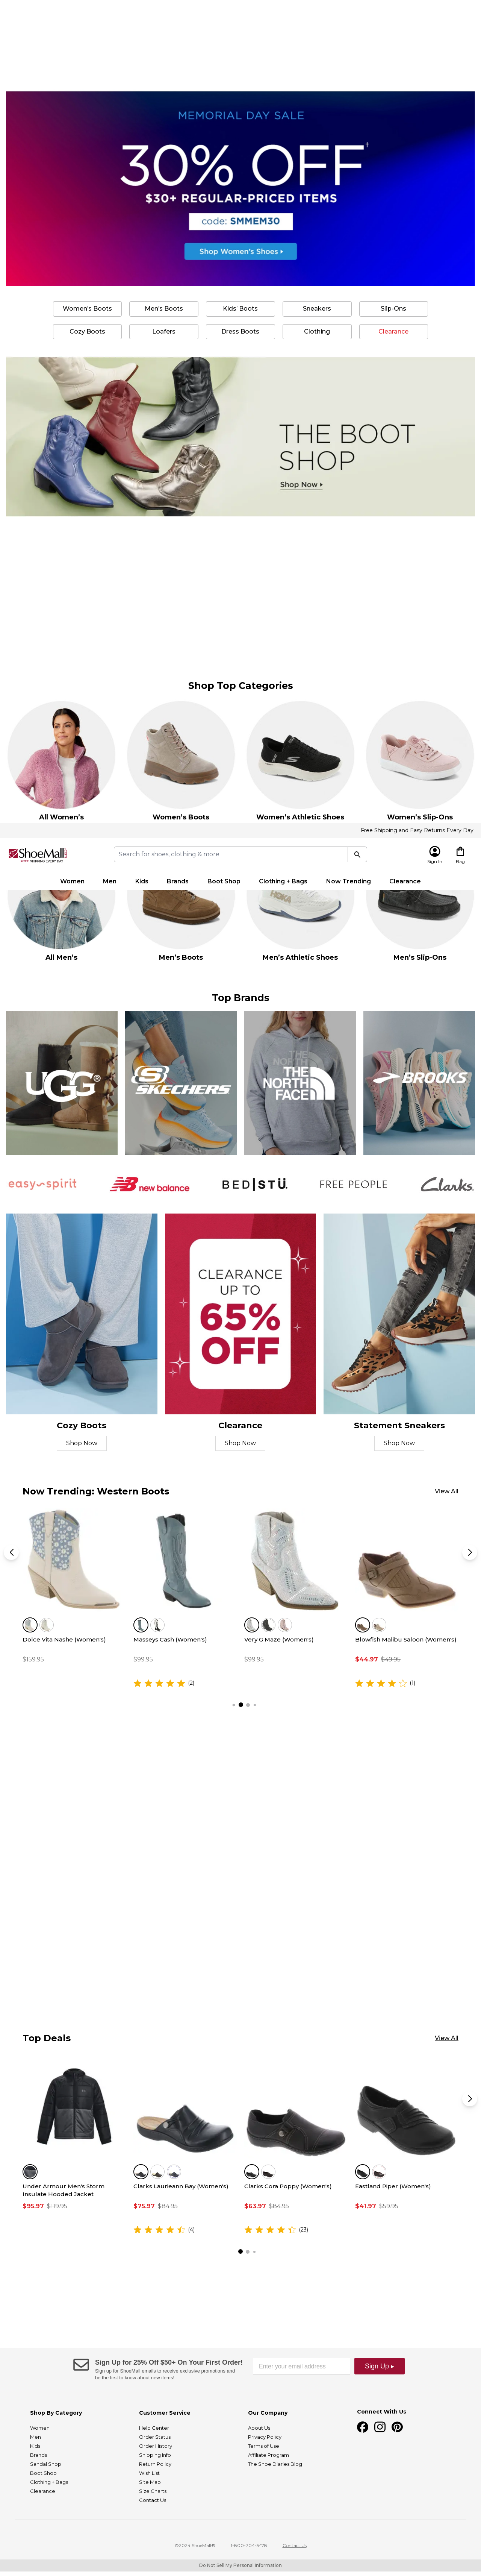 MEMORIAL DAY SALE
30% OFF†
$30+ REGULAR-PRICED ITEMS
code: SMMEM30
Shop Women's Shoes ▸
Women's Boots
Men's Boots
Kids' Boots
Sneakers
Slip-Ons
Cozy Boots
Loafers
Dress Boots
Clothing
Clearance
THE BOOT
SHOP
Shop Now ▸
Shop Top Categories
All Women's
Women's Boots
Women's Athletic Shoes
Women's Slip-Ons
Free Shipping and Easy Returns Every Day
ShoeMall
FREE SHIPPING EVERY DAY
Search for shoes, clothing & more
Sign In
Bag
Women
Men
Kids
Brands
Boot Shop
Clothing + Bags
Now Trending
Clearance
HOKA
All Men's
Men's Boots
Men's Athletic Shoes
Men's Slip-Ons
Top Brands
UGG®
SKECHERS
THE
NORTH
FACE
BROOKS
easy spirit
new balance
BED|STÜ.
FREE PEOPLE
Clarks.
CLEARANCE
UP TO
65%
OFF
Cozy Boots
Clearance
Statement Sneakers
Shop Now
Shop Now
Shop Now
Now Trending: Western Boots
View All
Dolce Vita Nashe (Women's)
$159.95
Masseys Cash (Women's)
$99.95
(2)
Very G Maze (Women's)
$99.95
Blowfish Malibu Saloon (Women's)
$44.97 $49.95
(1)
Top Deals
View All
Under Armour Men's Storm
Insulate Hooded Jacket
$95.97 $119.95
Clarks Laurieann Bay (Women's)
$75.97 $84.95
(4)
Clarks Cora Poppy (Women's)
$63.97 $84.95
(23)
Eastland Piper (Women's)
$41.97 $59.95
Sign Up for 25% Off $50+ On Your First Order!
Sign up for ShoeMall emails to receive exclusive promotions and
be the first to know about new items!
Enter your email address
Sign Up ▸
Shop By Category
Women
Men
Kids
Brands
Sandal Shop
Boot Shop
Clothing + Bags
Clearance
Customer Service
Help Center
Order Status
Order History
Shipping Info
Return Policy
Wish List
Site Map
Size Charts
Contact Us
Our Company
About Us
Privacy Policy
Terms of Use
Affiliate Program
The Shoe Diaries Blog
Connect With Us
©2024 ShoeMall®
1-800-704-5478
Contact Us
Do Not Sell My Personal Information